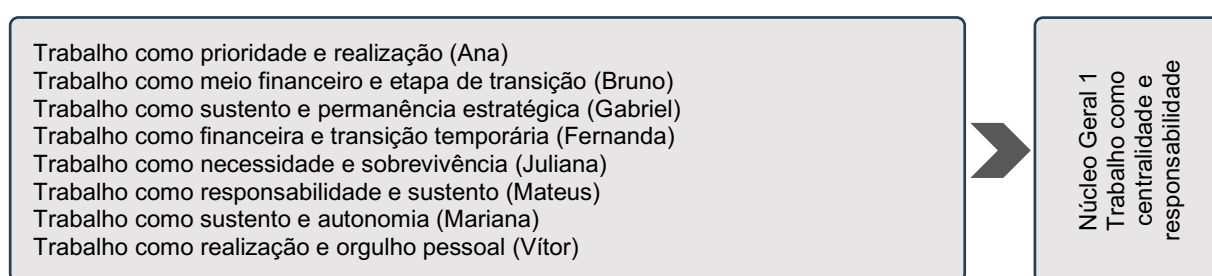 Trabalho como prioridade e realização (Ana)
Trabalho como meio financeiro e etapa de transição (Bruno)
Trabalho como sustento e permanência estratégica (Gabriel)
Trabalho como financeira e transição temporária (Fernanda)
Trabalho como necessidade e sobrevivência (Juliana)
Trabalho como responsabilidade e sustento (Mateus)
Trabalho como sustento e autonomia (Mariana)
Trabalho como realização e orgulho pessoal (Vítor)
Núcleo Geral 1
Trabalho como
centralidade e
responsabilidade